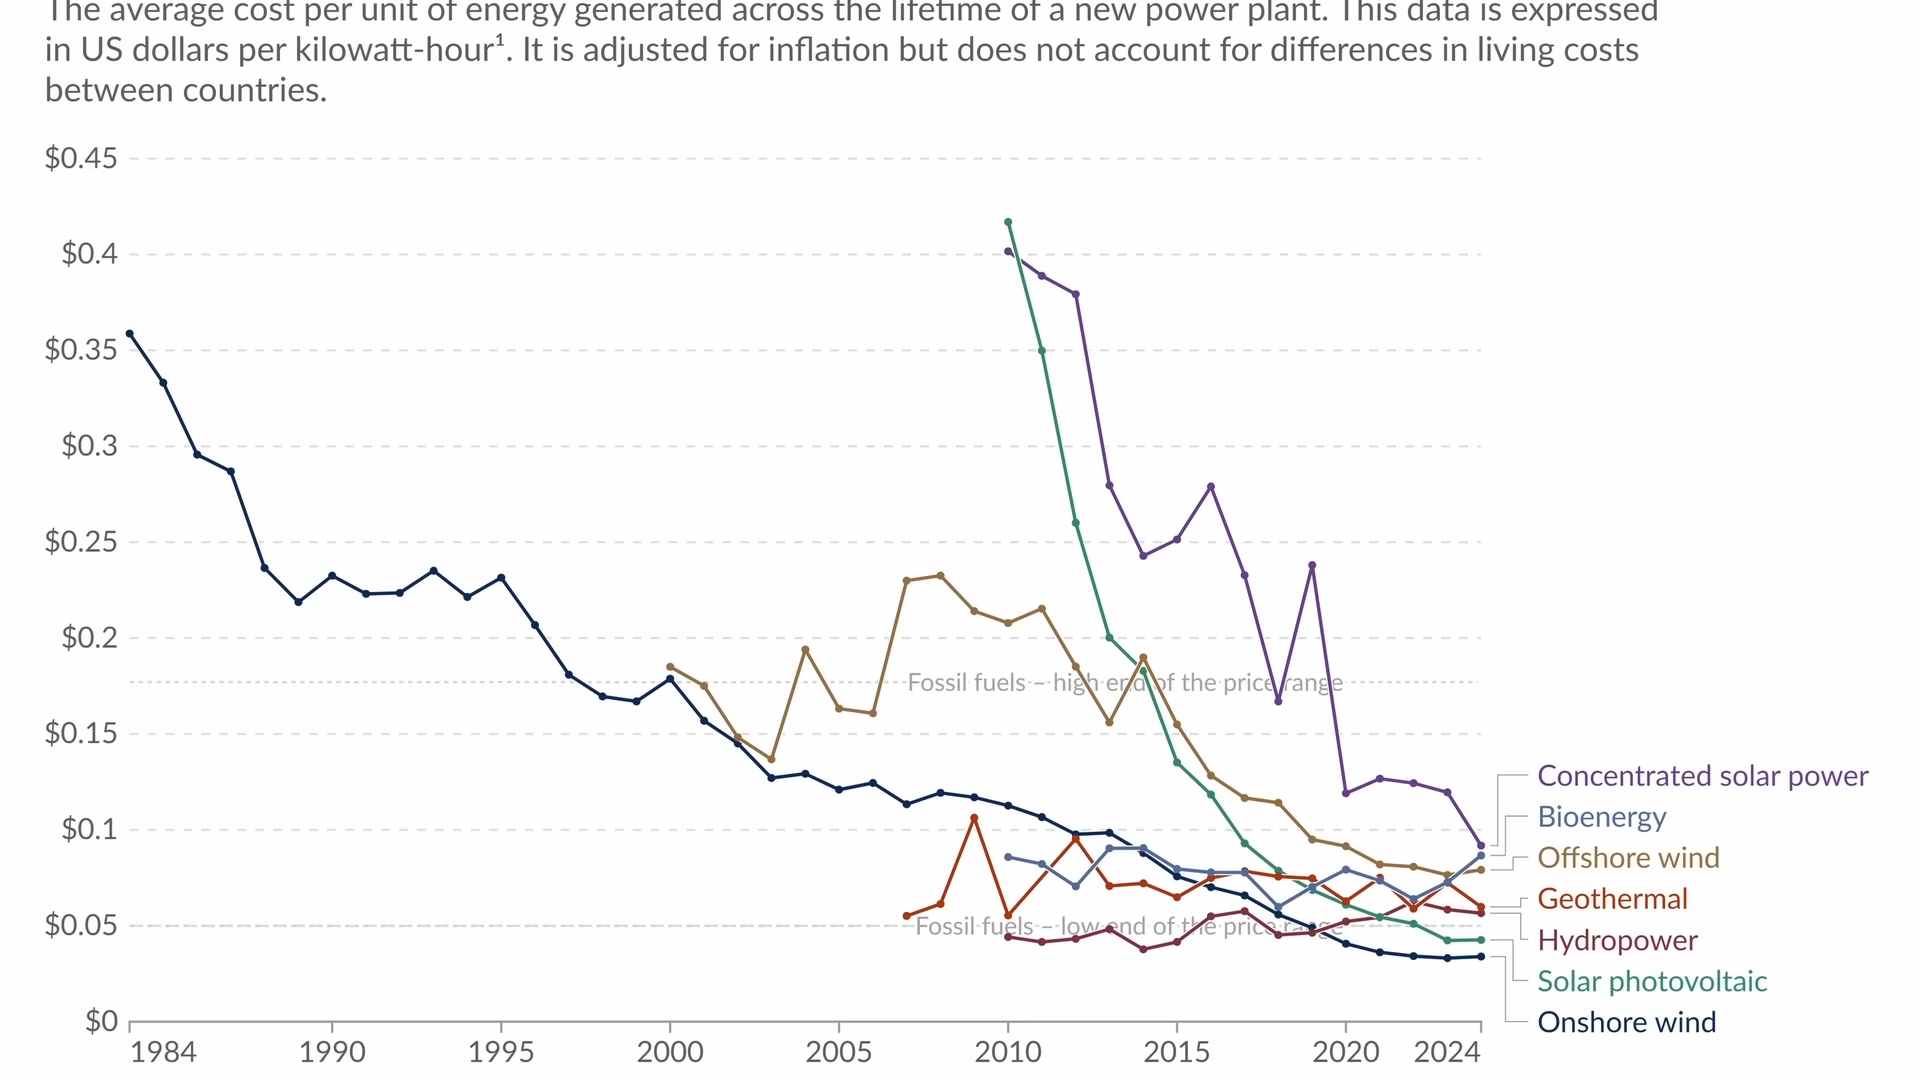 The average cost per unit of energy generated across the lifetime of a new power plant. This data is expressed
in US dollars per kilowatt-hour¹. It is adjusted for inflation but does not account for differences in living costs
between countries.
$0.45
$0.4
$0.35
$0.3
$0.25
$0.2
Fossil fuels – high end of the price range
$0.15
Concentrated solar power
Bioenergy
$0.1
Offshore wind
Geothermal
$0.05
Fossil fuels – low end of the price range
Hydropower
Solar photovoltaic
$0
Onshore wind
1984 1990 1995 2000 2005 2010 2015 2020 2024